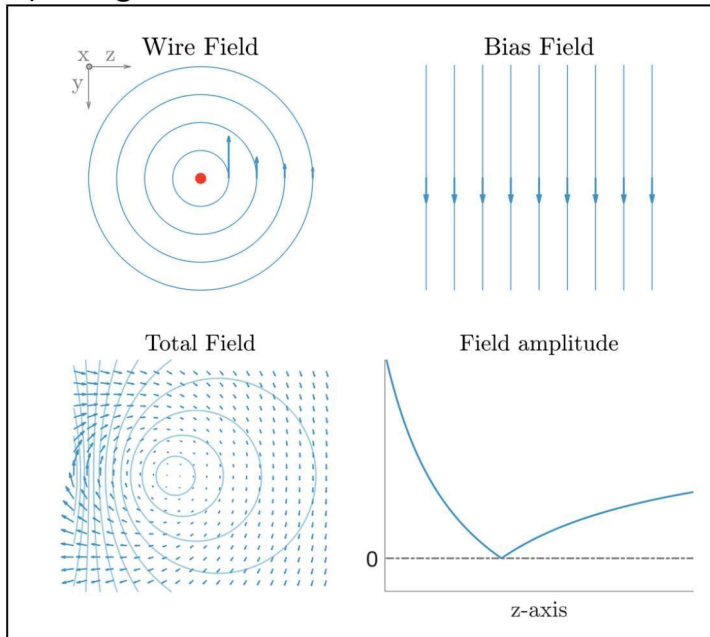 Wire Field
Bias Field
x z
y
Total Field
Field amplitude
0
z-axis